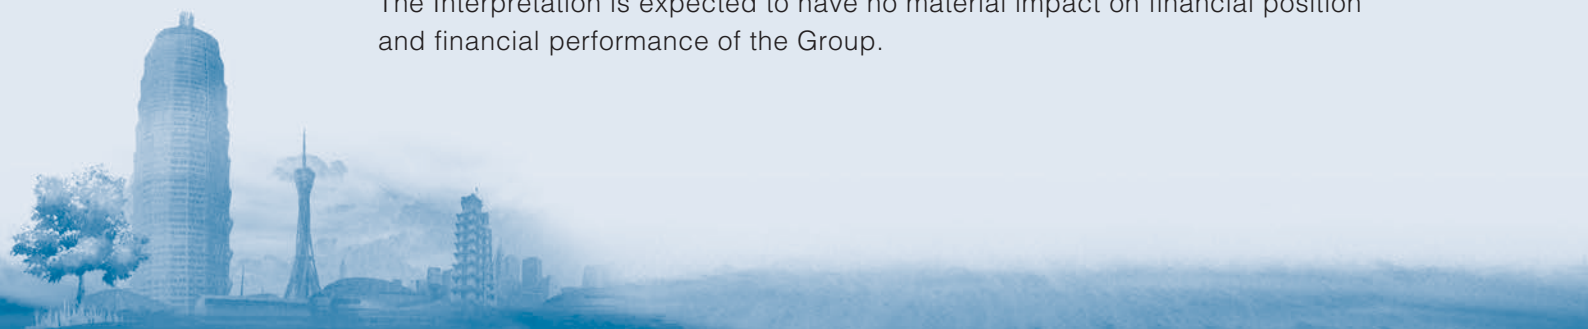 The Interpretation is expected to have no material impact on financial position
and financial performance of the Group.